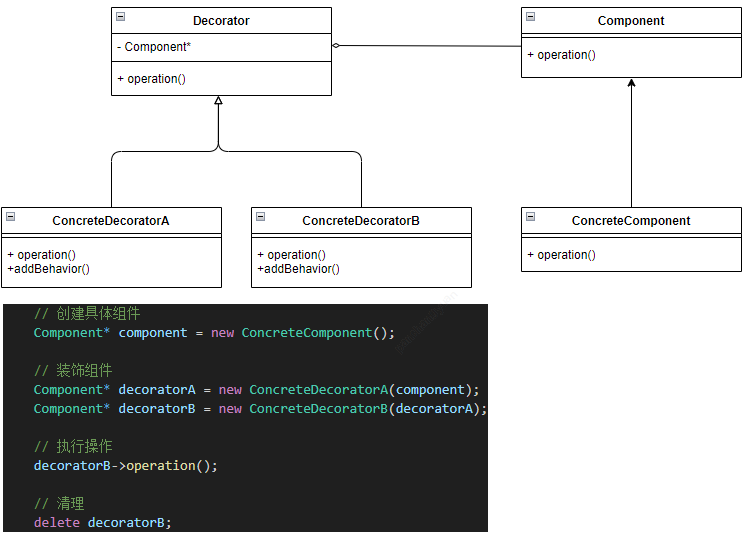 Decorator
- Component*
+ operation()
Component
+ operation()
ConcreteDecoratorA
+ operation()
+addBehavior()
ConcreteDecoratorB
+ operation()
+addBehavior()
ConcreteComponent
+ operation()
// 创建具体组件
Component* component = new ConcreteComponent();
// 装饰组件
Component* decoratorA = new ConcreteDecoratorA(component);
Component* decoratorB = new ConcreteDecoratorB(decoratorA);
// 执行操作
decoratorB->operation();
// 清理
delete decoratorB;